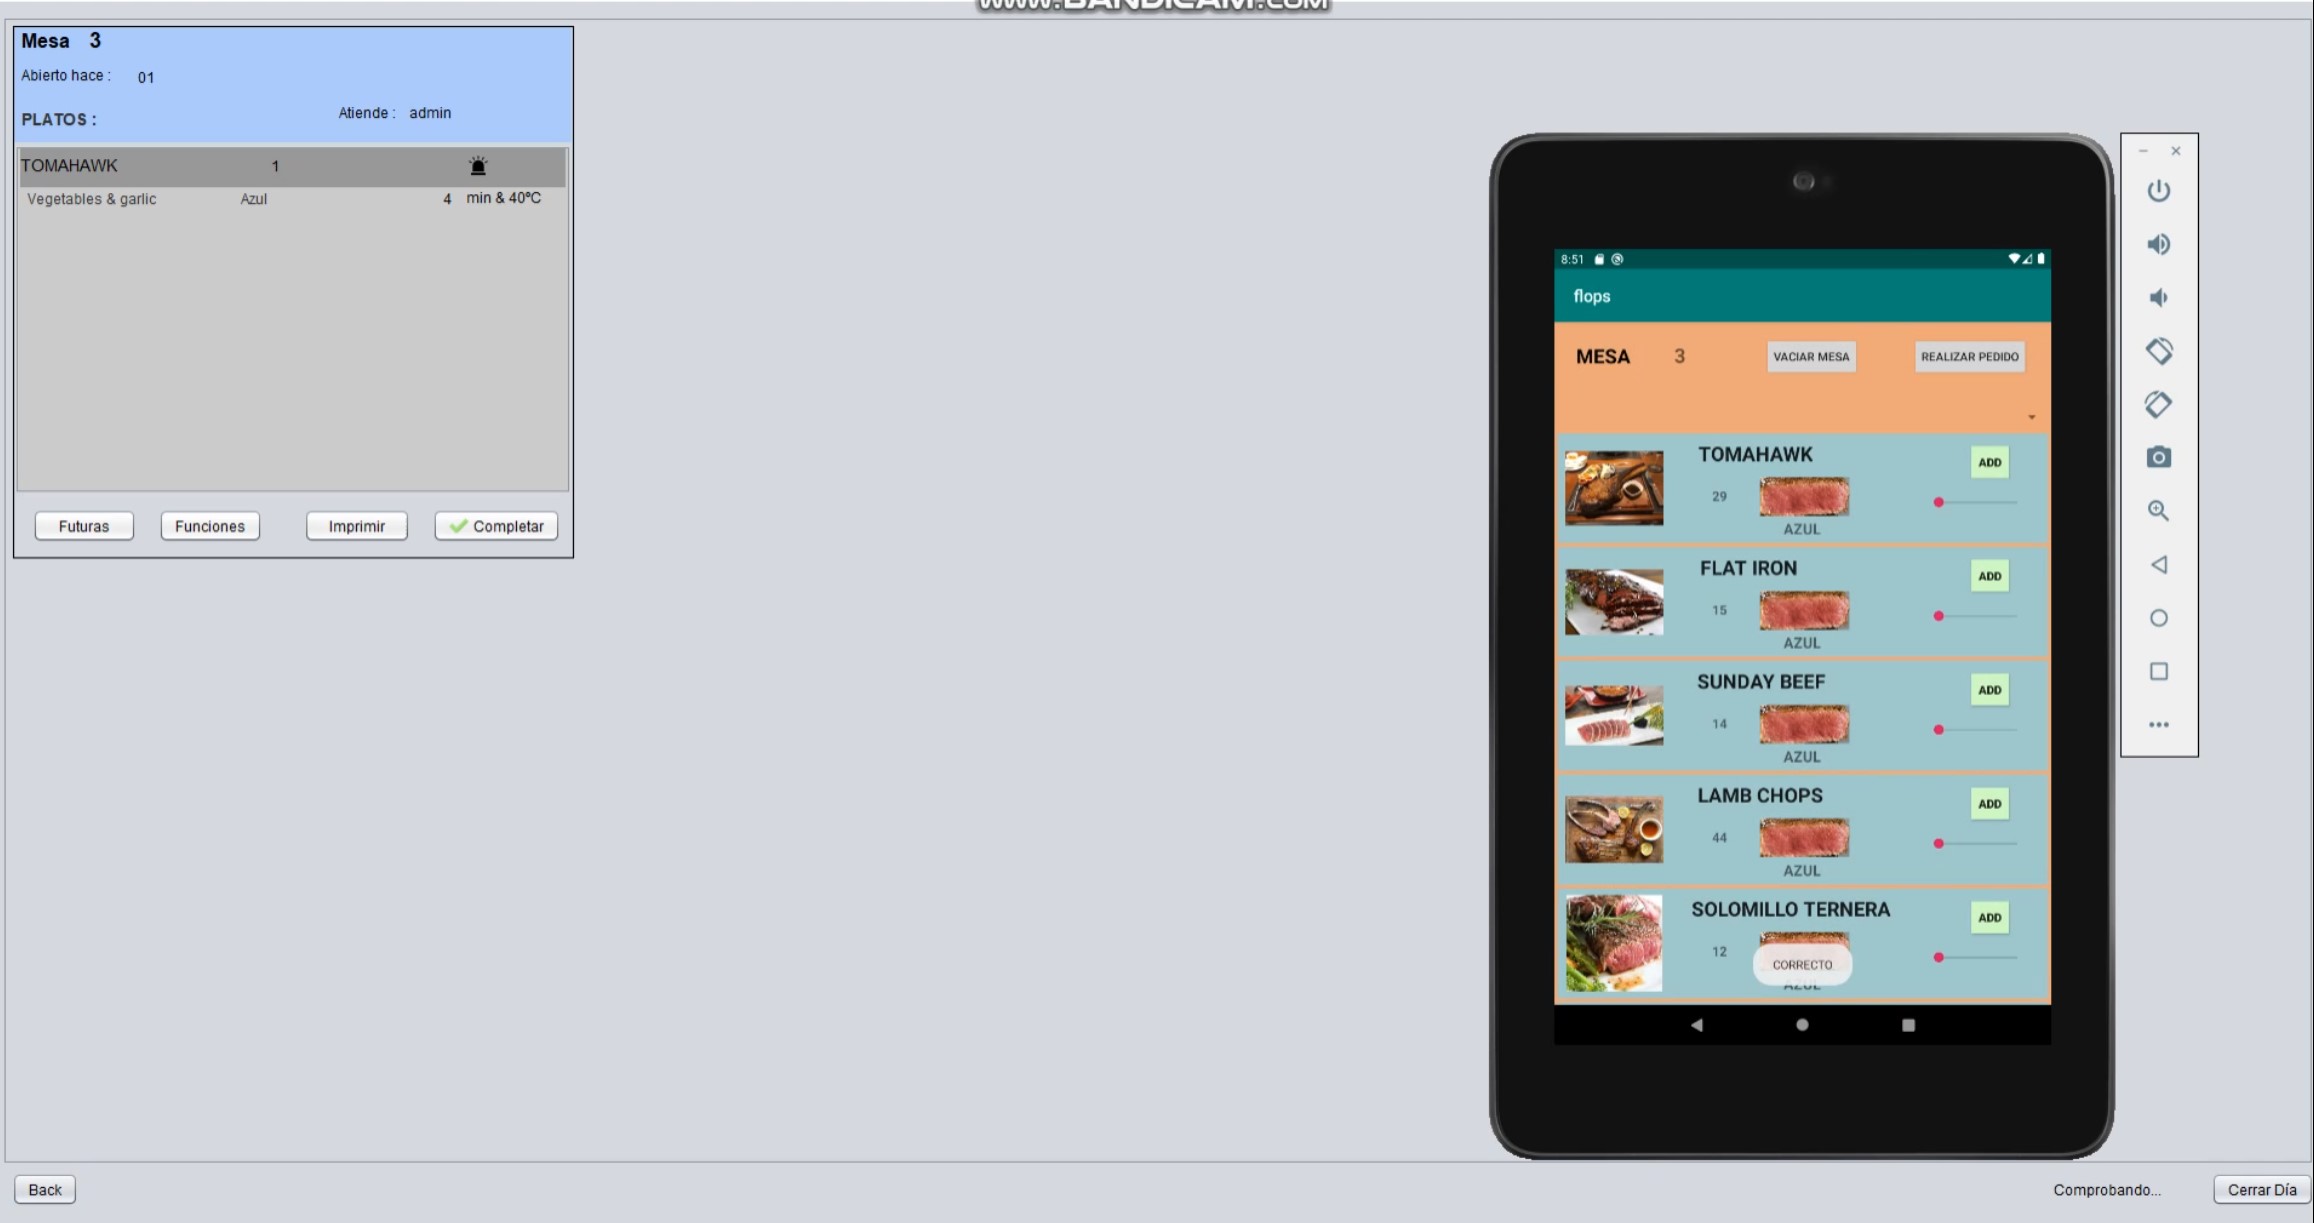 www.BANDICAM.COM
Mesa 3
Abierto hace : 01
PLATOS :
Atiende : admin
TOMAHAWK 1
Vegetables & garlic Azul 4 min & 40ºC
Futuras Funciones Imprimir Completar
8:51
flops
MESA 3 VACIAR MESA REALIZAR PEDIDO
TOMAHAWK
ADD
29
AZUL
FLAT IRON
ADD
15
AZUL
SUNDAY BEEF
ADD
14
AZUL
LAMB CHOPS
ADD
44
AZUL
SOLOMILLO TERNERA
ADD
12
CORRECTO
AZUL
Back
Comprobando...
Cerrar Día